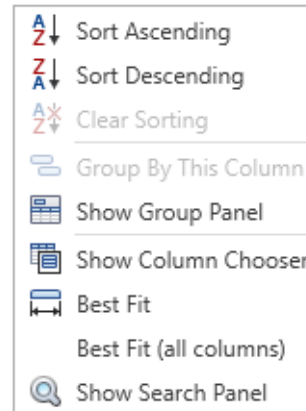 Sort Ascending
Sort Descending
Clear Sorting
Group By This Column
Show Group Panel
Show Column Chooser
Best Fit
Best Fit (all columns)
Show Search Panel